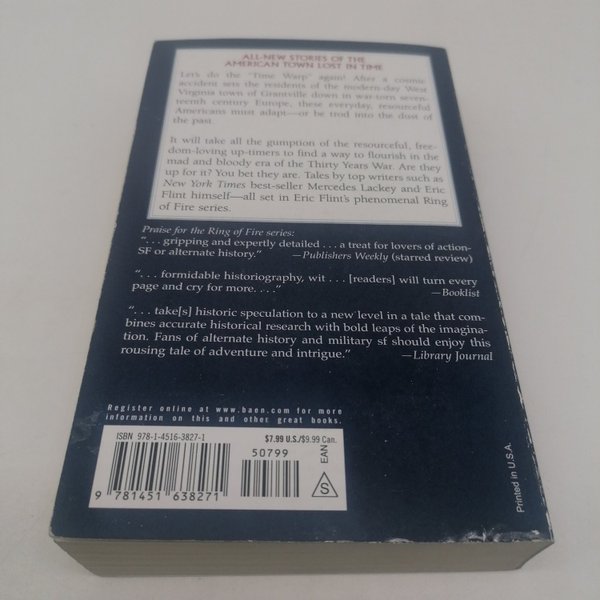 ALL-NEW STORIES OF THE
AMERICAN TOWN LOST IN TIME
Let's do the "Time Warp" again! After a cosmic
accident sets the residents of the modern-day West
Virginia town of Grantville down in war-torn seven-
teenth century Europe, these everyday, resourceful
Americans must adapt—or be trod into the dust of
the past.
It will take all the gumption of the resourceful, free-
dom-loving up-timers to find a way to flourish in the
mad and bloody era of the Thirty Years War. Are they
up for it? You bet they are. Tales by top writers such as
New York Times best-seller Mercedes Lackey and Eric
Flint himself—all set in Eric Flint's phenomenal Ring
of Fire series.
Praise for the Ring of Fire series:
". . . gripping and expertly detailed . . . a treat for lovers of action-
SF or alternate history." —Publishers Weekly (starred review)
". . . formidable historiography, wit . . . [readers] will turn every
page and cry for more. . . ." —Booklist
". . . take[s] historic speculation to a new level in a tale that com-
bines accurate historical research with bold leaps of the imagina-
tion. Fans of alternate history and military sf should enjoy this
rousing tale of adventure and intrigue." —Library Journal
Register online at www.baen.com for more
information on this and other great books.
ISBN 978-1-4516-3827-1
$7.99 U.S./$9.99 Can.
50799
EAN
S
9 781451 638271
Printed in U.S.A.